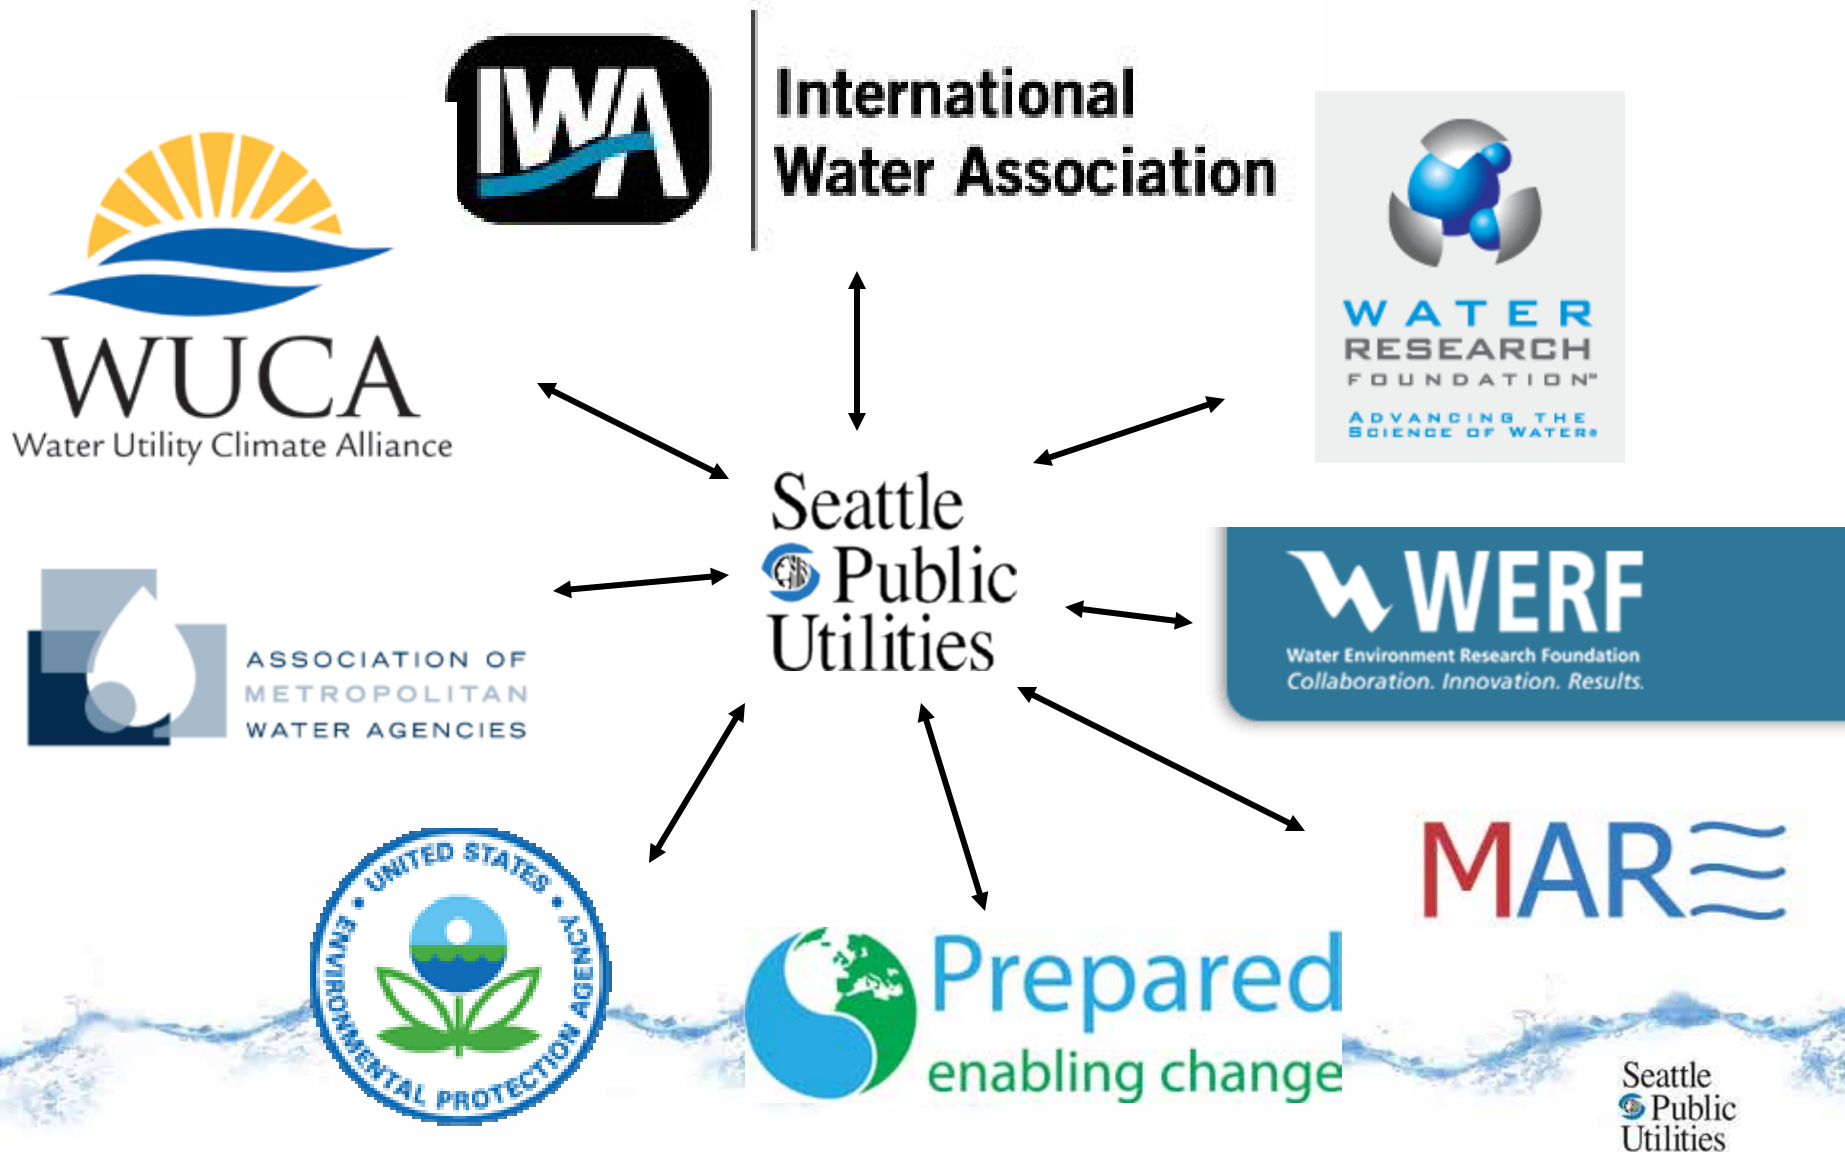 IWA
International
Water Association
WUCA
Water Utility Climate Alliance
WATER
RESEARCH
FOUNDATION™
ADVANCING THE
SCIENCE OF WATER®
Seattle
Public
Utilities
ASSOCIATION OF
METROPOLITAN
WATER AGENCIES
WERF
Water Environment Research Foundation
Collaboration. Innovation. Results.
UNITED STATES
ENVIRONMENTAL PROTECTION AGENCY
Prepared
enabling change
MARE
Seattle
Public
Utilities